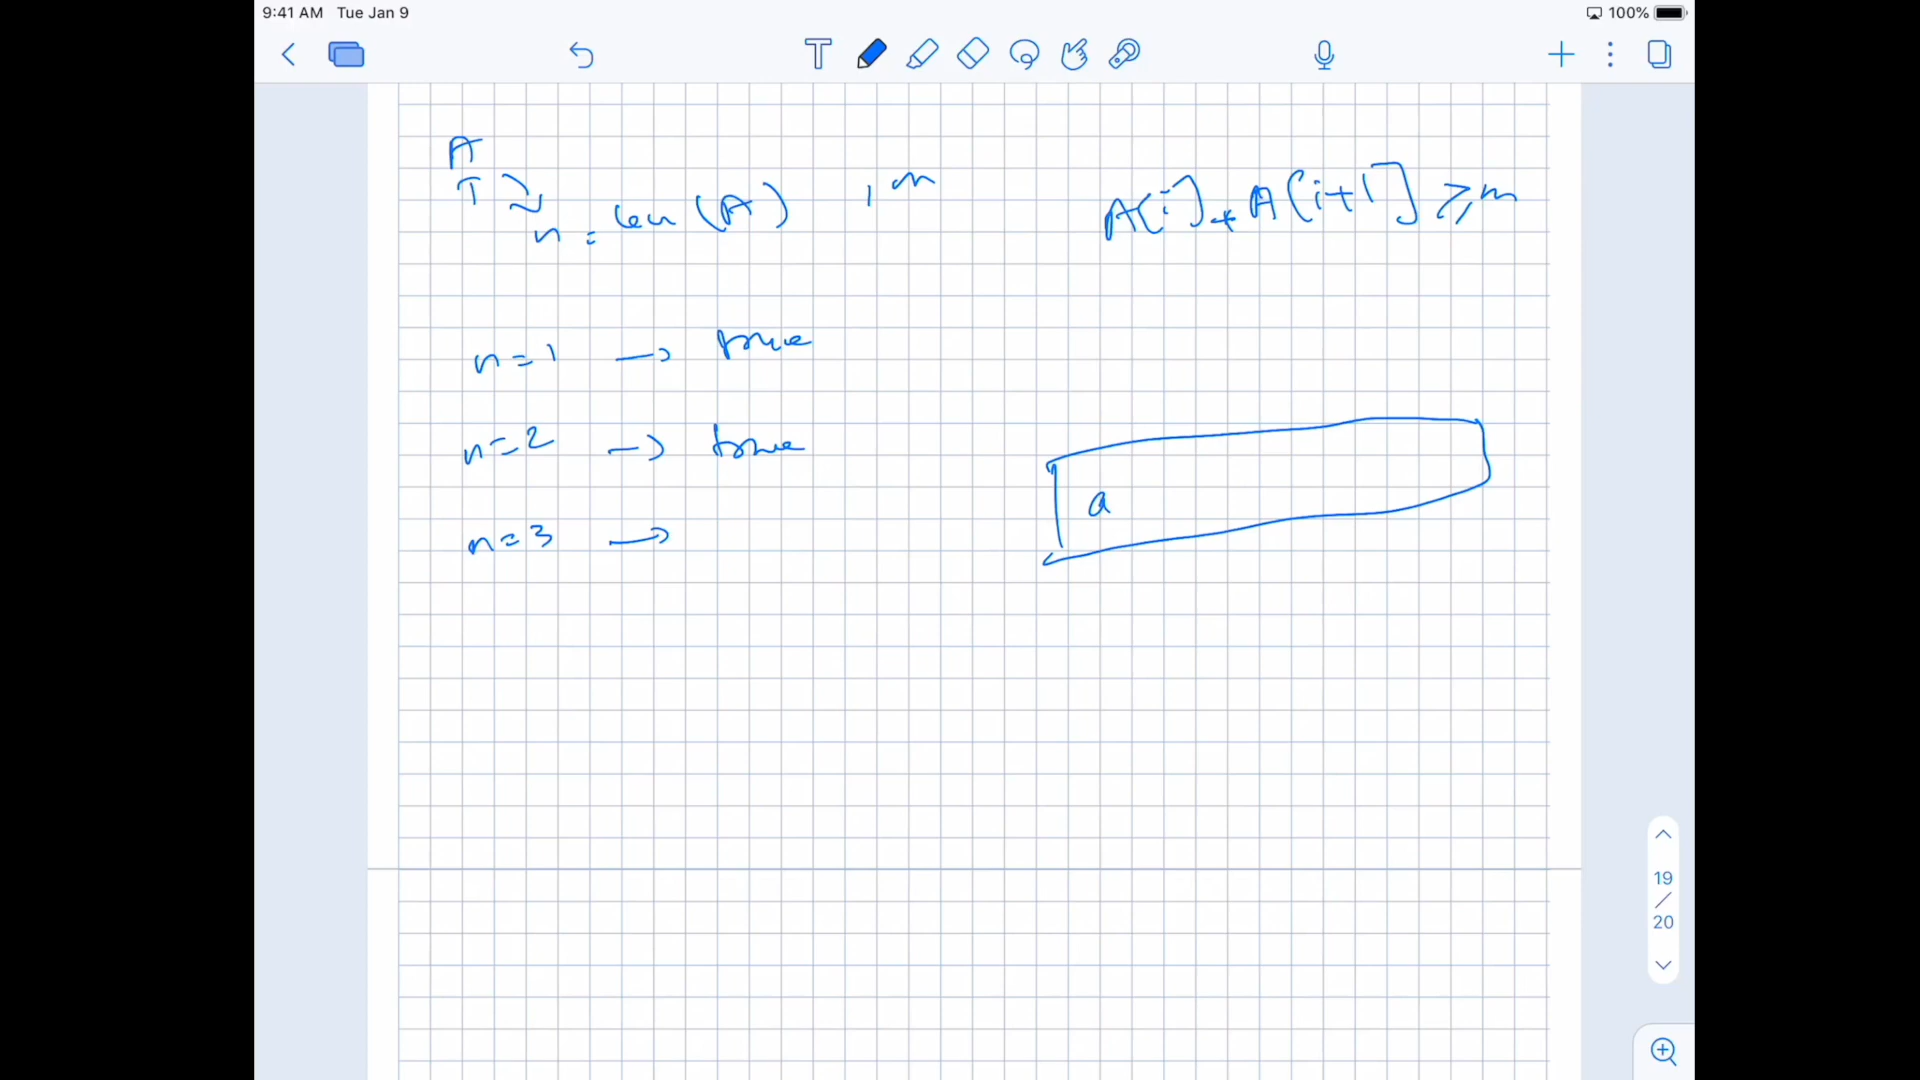 9:41 AM Tue Jan 9
100%
A
n = len (A) , m
A[i] + A[i+1] ≥ m
n = 1 → true
n = 2 → true
n = 3 →
a
19
/
20